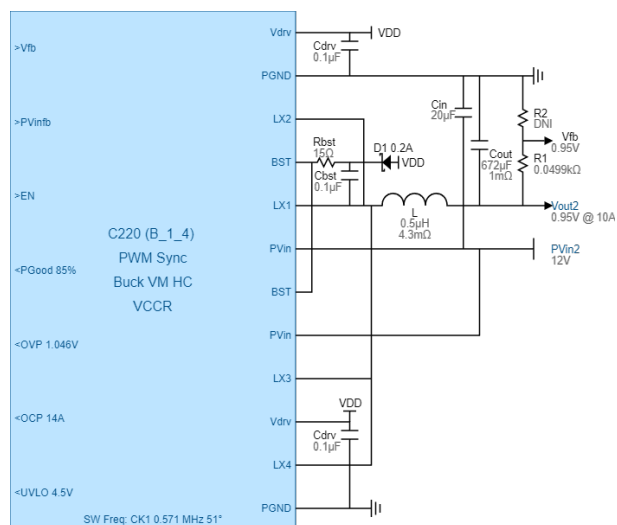 >Vfb
>PVinfb
>EN
<PGood 85%
<OVP 1.046V
<OCP 14A
<UVLO 4.5V
C220 (B_1_4)
PWM Sync
Buck VM HC
VCCR
SW Freq: CK1 0.571 MHz 51°
Vdrv
PGND
LX2
BST
LX1
PVin
BST
PVin
LX3
Vdrv
LX4
PGND
VDD
Cdrv
0.1µF
Cin
20µF
R2
DNI
Vfb
0.95V
Rbst
15Ω
D1 0.2A
VDD
Cbst
0.1µF
Cout
672µF
1mΩ
R1
0.0499kΩ
L
0.5µH
4.3mΩ
Vout2
0.95V @ 10A
PVin2
12V
VDD
Cdrv
0.1µF